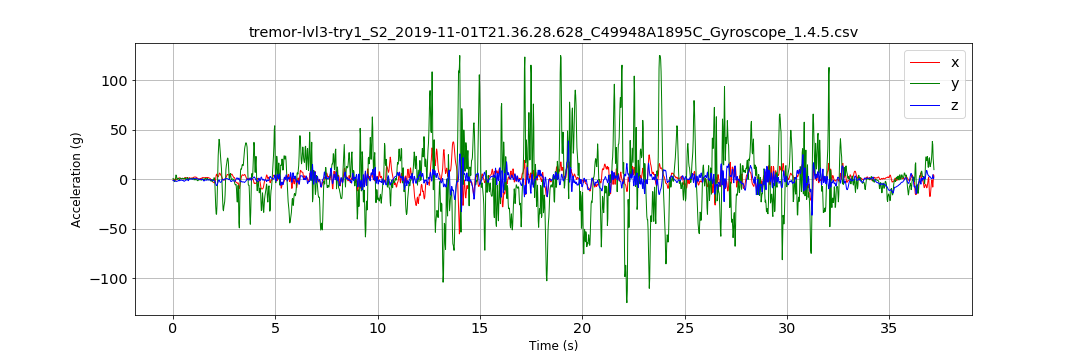 tremor-lvl3-try1_S2_2019-11-01T21.36.28.628_C49948A1895C_Gyroscope_1.4.5.csv
x
y
z
Acceleration (g)
100
50
0
−50
−100
0 5 10 15 20 25 30 35
Time (s)